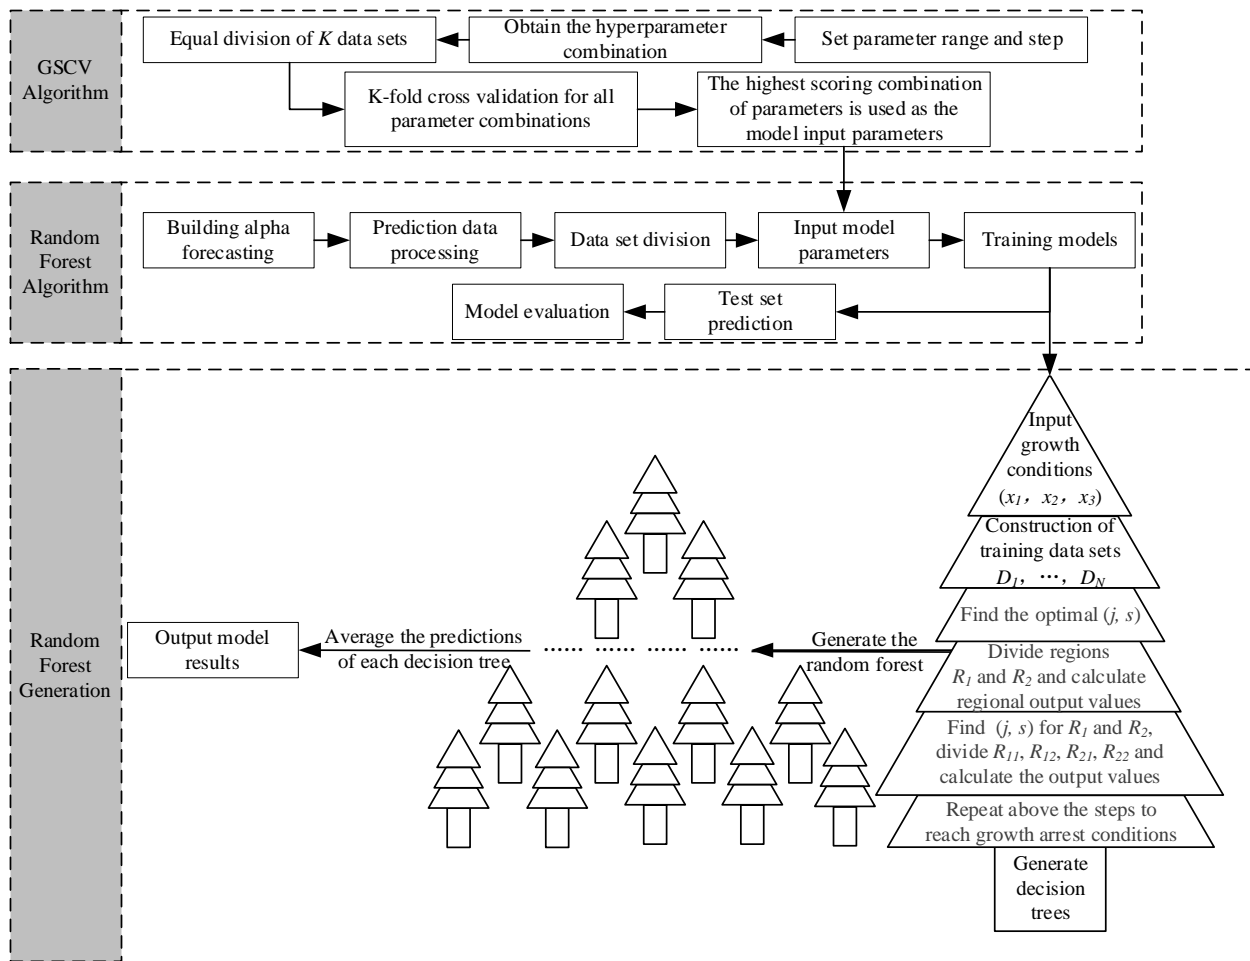 GSCV
Algorithm
Equal division of K data sets
Obtain the hyperparameter
combination
Set parameter range and step
K-fold cross validation for all
parameter combinations
The highest scoring combination
of parameters is used as the
model input parameters
Random
Forest
Algorithm
Building alpha
forecasting
Prediction data
processing
Data set division
Input model
parameters
Training models
Model evaluation
Test set
prediction
Random
Forest
Generation
Input
growth
conditions
(x1, x2, x3)
Construction of
training data sets
D1, ···, DN
Find the optimal (j, s)
Divide regions
R1 and R2 and calculate
regional output values
Find (j, s) for R1 and R2,
divide R11, R12, R21, R22 and
calculate the output values
Repeat above the steps to
reach growth arrest conditions
Generate
decision
trees
Generate the
random forest
······ ······ ······ ······
Average the predictions
of each decision tree
Output model
results